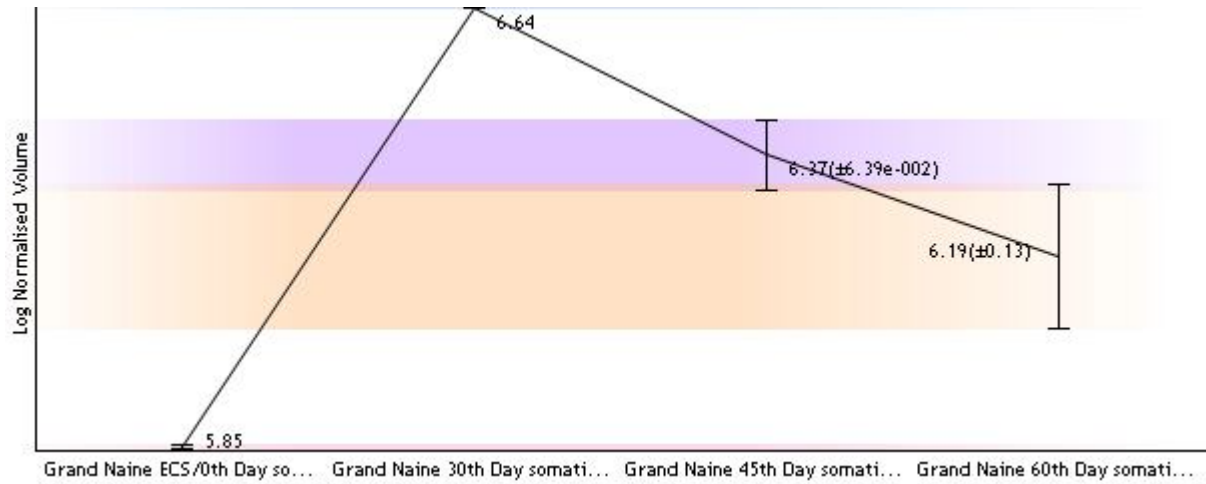 6.64
Log Normalised Volume
6.37(±6.39e-002)
6.19(±0.13)
5.85
Grand Naine ECS/0th Day so...
Grand Naine 30th Day somati...
Grand Naine 45th Day somati...
Grand Naine 60th Day somati...